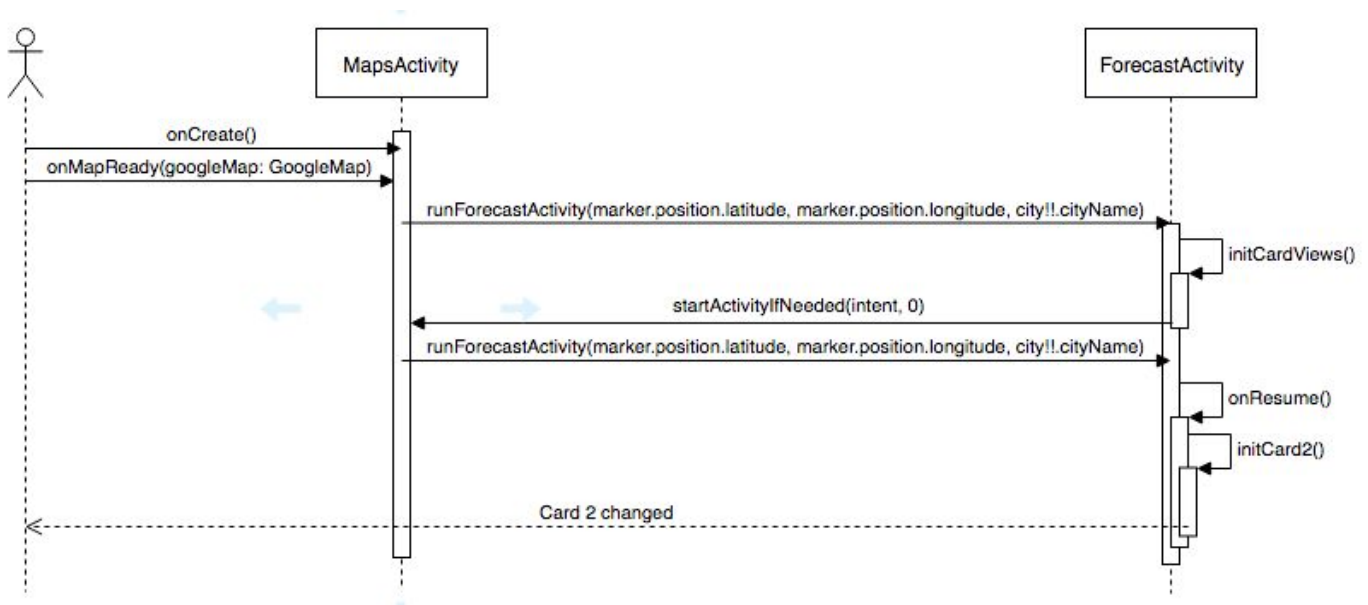 MapsActivity
ForecastActivity
onCreate()
onMapReady(googleMap: GoogleMap)
runForecastActivity(marker.position.latitude, marker.position.longitude, city!!.cityName)
initCardViews()
startActivityIfNeeded(intent, 0)
runForecastActivity(marker.position.latitude, marker.position.longitude, city!!.cityName)
onResume()
initCard2()
Card 2 changed